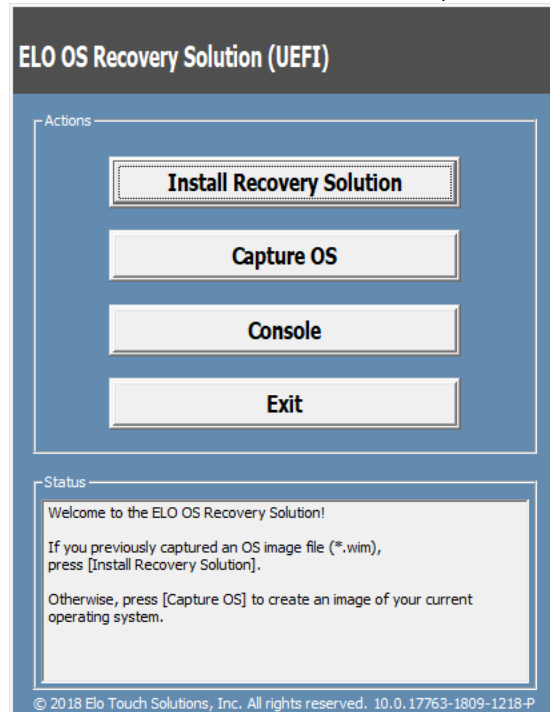 ELO OS Recovery Solution (UEFI)
Actions
Install Recovery Solution
Capture OS
Console
Exit
Status
Welcome to the ELO OS Recovery Solution!
If you previously captured an OS image file (*.wim),
press [Install Recovery Solution].
Otherwise, press [Capture OS] to create an image of your current
operating system.
© 2018 Elo Touch Solutions, Inc. All rights reserved. 10.0.17763-1809-1218-P